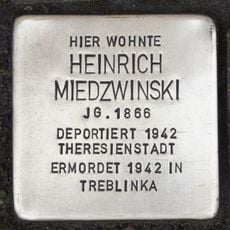 HIER WOHNTE
HEINRICH
MIEDZWINSKI
JG. 1866
DEPORTIERT 1942
THERESIENSTADT
ERMORDET 1942 IN
TREBLINKA